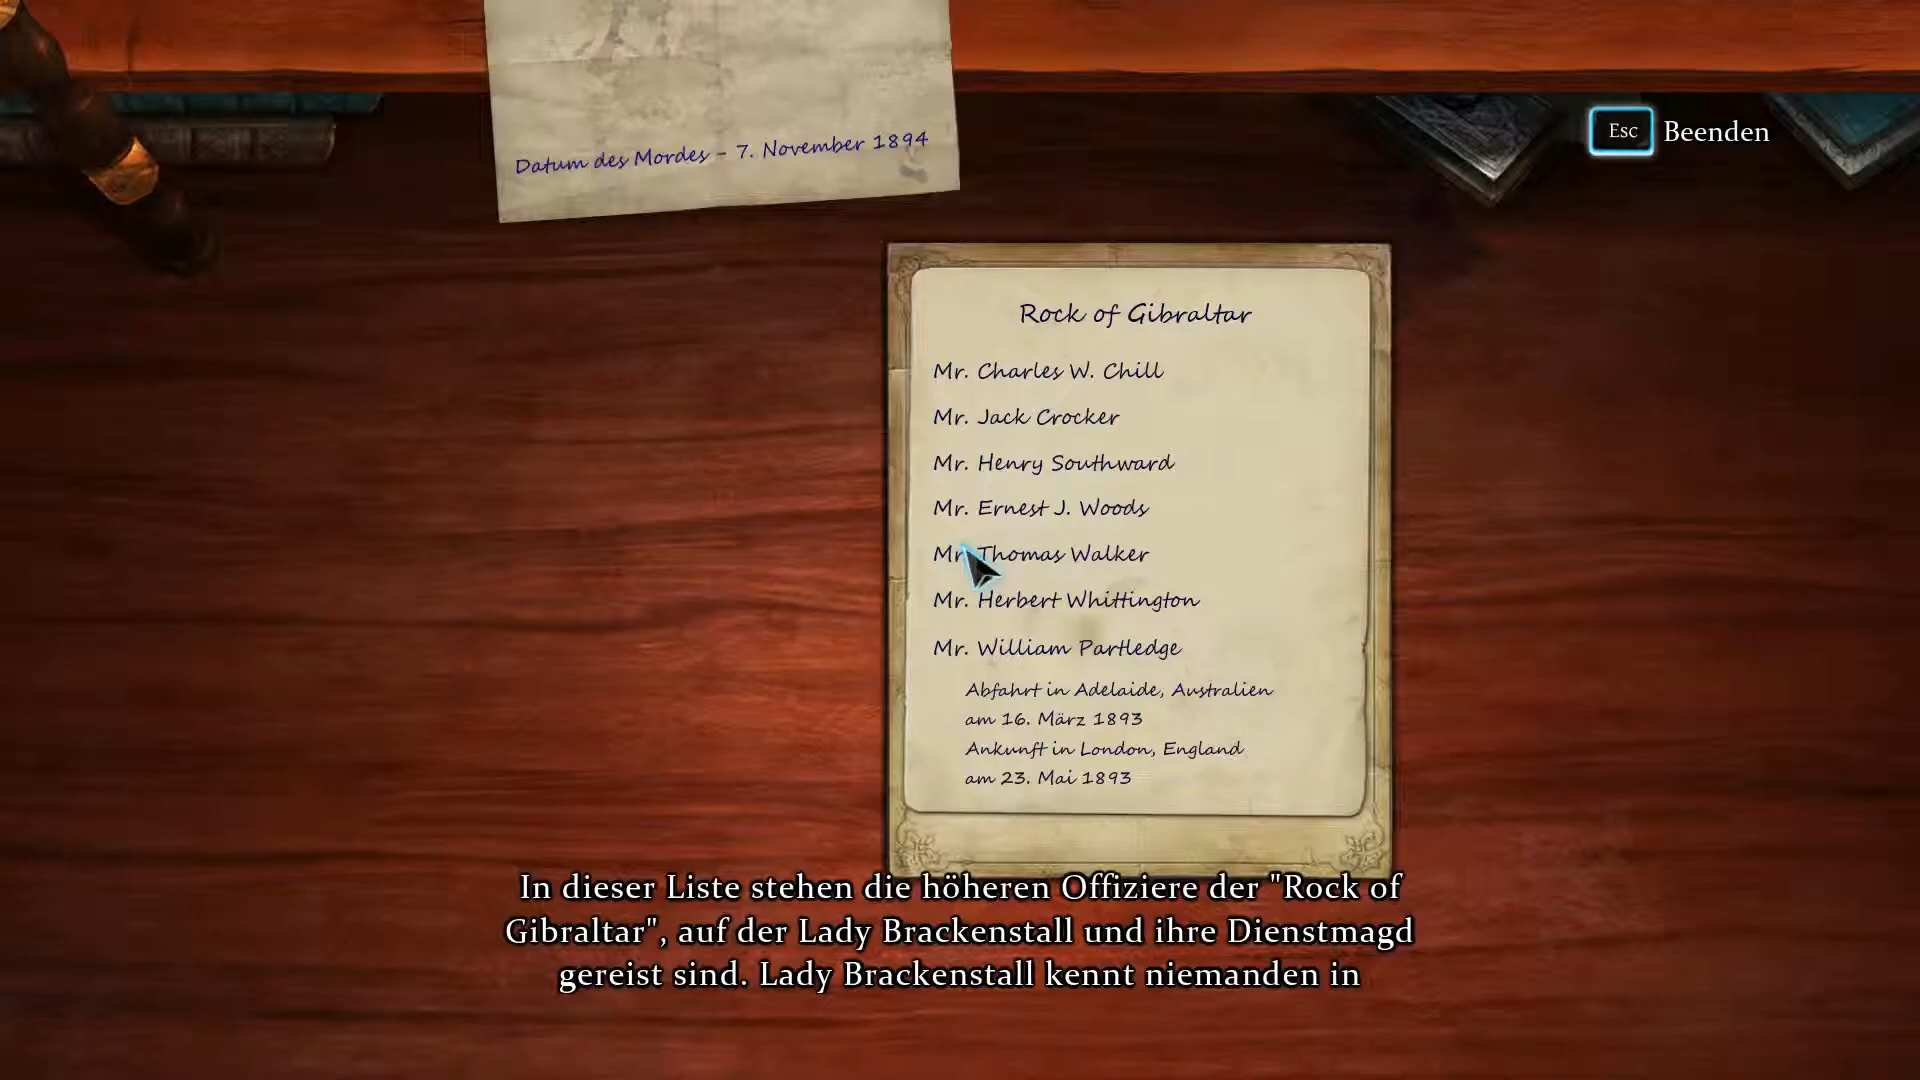 Datum des Mordes - 7. November 1894
Esc Beenden
Rock of Gibraltar
Mr. Charles W. Chill
Mr. Jack Crocker
Mr. Henry Southward
Mr. Ernest J. Woods
Mr. Thomas Walker
Mr. Herbert Whittington
Mr. William Partledge
Abfahrt in Adelaide, Australien
am 16. März 1893
Ankunft in London, England
am 23. Mai 1893
In dieser Liste stehen die höheren Offiziere der "Rock of
Gibraltar", auf der Lady Brackenstall und ihre Dienstmagd
gereist sind. Lady Brackenstall kennt niemanden in